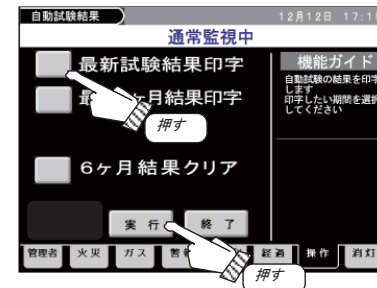 自動試験結果 12月12日 17:1
通常監視中
最新試験結果印字
機能ガイド
自動試験の結果を印字
します
印字したい期間を選択
してください
月結果印字
押す
6ヶ月結果クリア
実行 終了
管理者 火災 ガス 警 経過 操作 消灯
押す